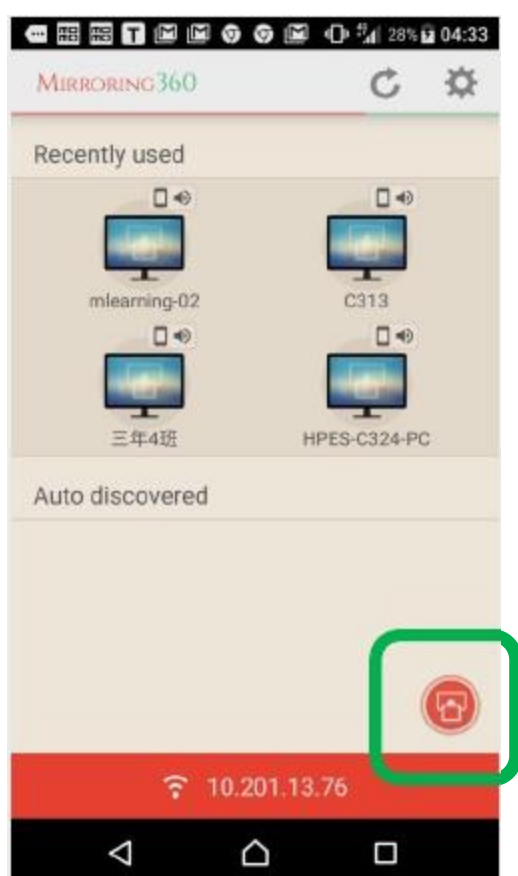 28% 04:33
MIRRORING360
Recently used
mlearning-02 C313
三年4班 HPES-C324-PC
Auto discovered
10.201.13.76